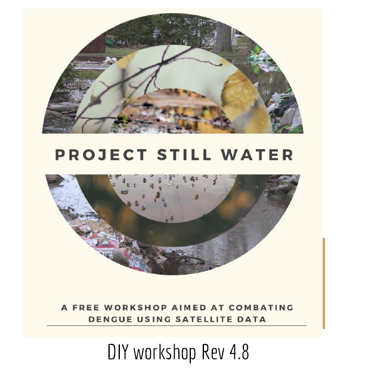 PROJECT STILL WATER
A FREE WORKSHOP AIMED AT COMBATING
DENGUE USING SATELLITE DATA
DIY workshop Rev 4.8